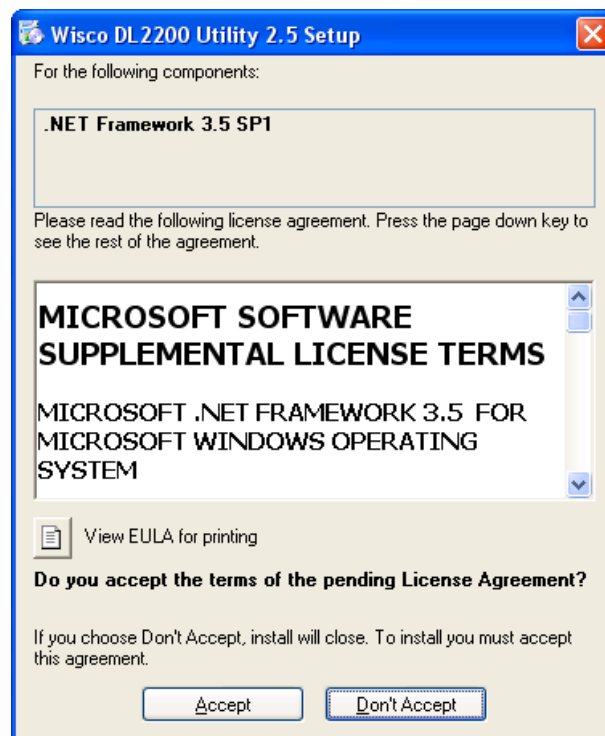 Wisco DL2200 Utility 2.5 Setup
For the following components:
.NET Framework 3.5 SP1
Please read the following license agreement. Press the page down key to
see the rest of the agreement.
MICROSOFT SOFTWARE
SUPPLEMENTAL LICENSE TERMS
MICROSOFT .NET FRAMEWORK 3.5 FOR
MICROSOFT WINDOWS OPERATING
SYSTEM
View EULA for printing
Do you accept the terms of the pending License Agreement?
If you choose Don't Accept, install will close. To install you must accept
this agreement.
Accept
Don't Accept